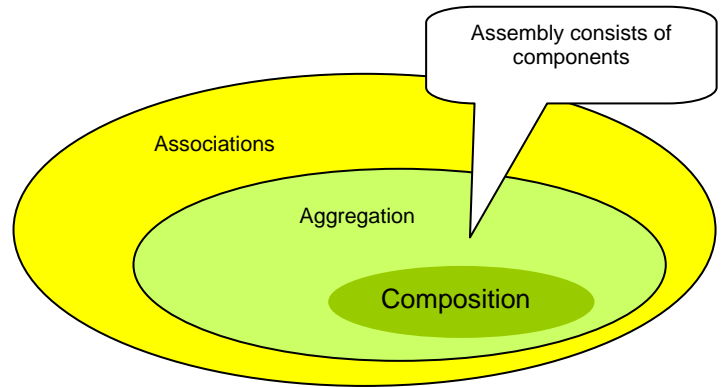 Assembly consists of
components
Associations
Aggregation
Composition